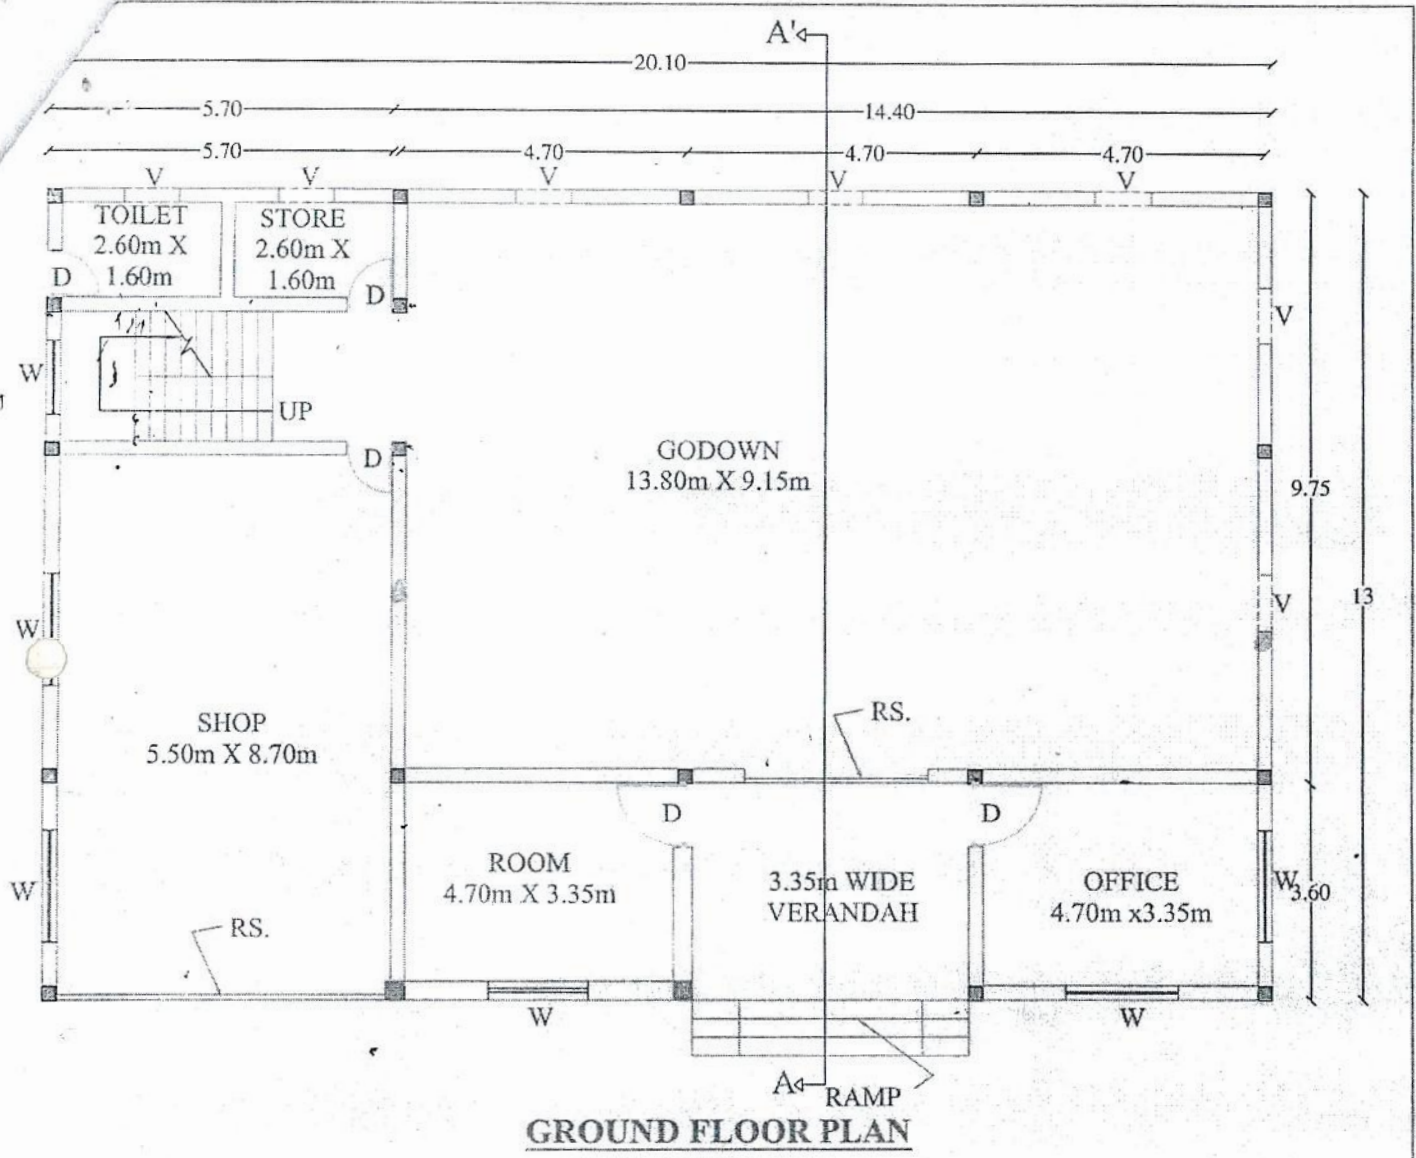 A'
20.10
5.70
14.40
5.70
4.70
4.70
4.70
V
V
V
V
V
TOILET
2.60m X
1.60m
STORE
2.60m X
1.60m
D
D
V
W
UP
D
GODOWN
13.80m X 9.15m
9.75
13
V
W
SHOP
5.50m X 8.70m
RS.
D
D
ROOM
4.70m X 3.35m
3.35m WIDE
VERANDAH
OFFICE
4.70m x3.35m
W
W
3.60
RS.
W
W
A
RAMP
GROUND FLOOR PLAN